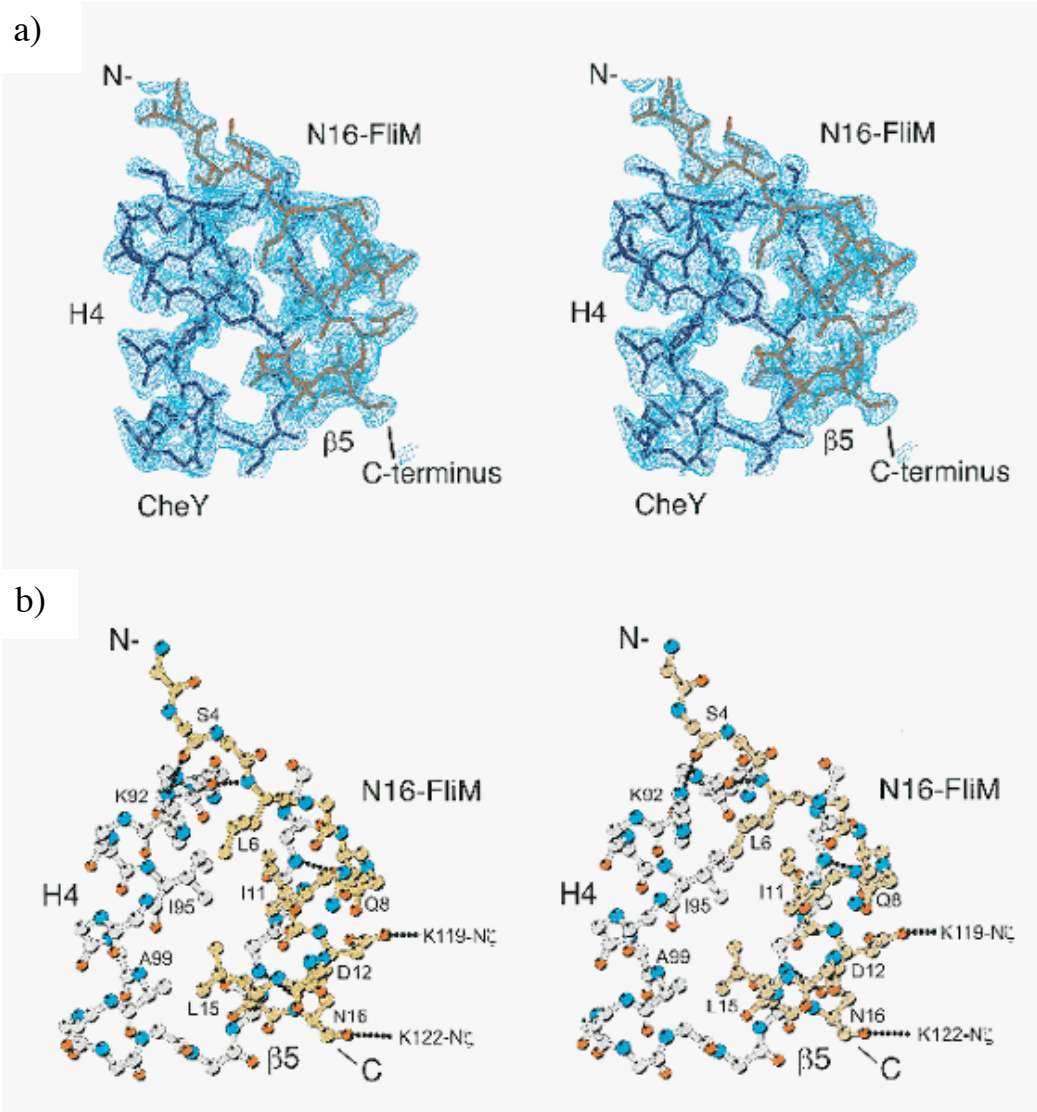 a)
N-
N16-FliM
H4
β5
C-terminus
CheY
N-
N16-FliM
H4
β5
C-terminus
CheY
b)
N-
S4
N16-FliM
K92
L6
H4
I11
I95
Q8
K119-Nζ
A99
D12
L15
N16
K122-Nζ
β5
C
N-
S4
N16-FliM
K92
L6
H4
I11
I95
Q8
K119-Nζ
A99
D12
L15
N16
K122-Nζ
β5
C